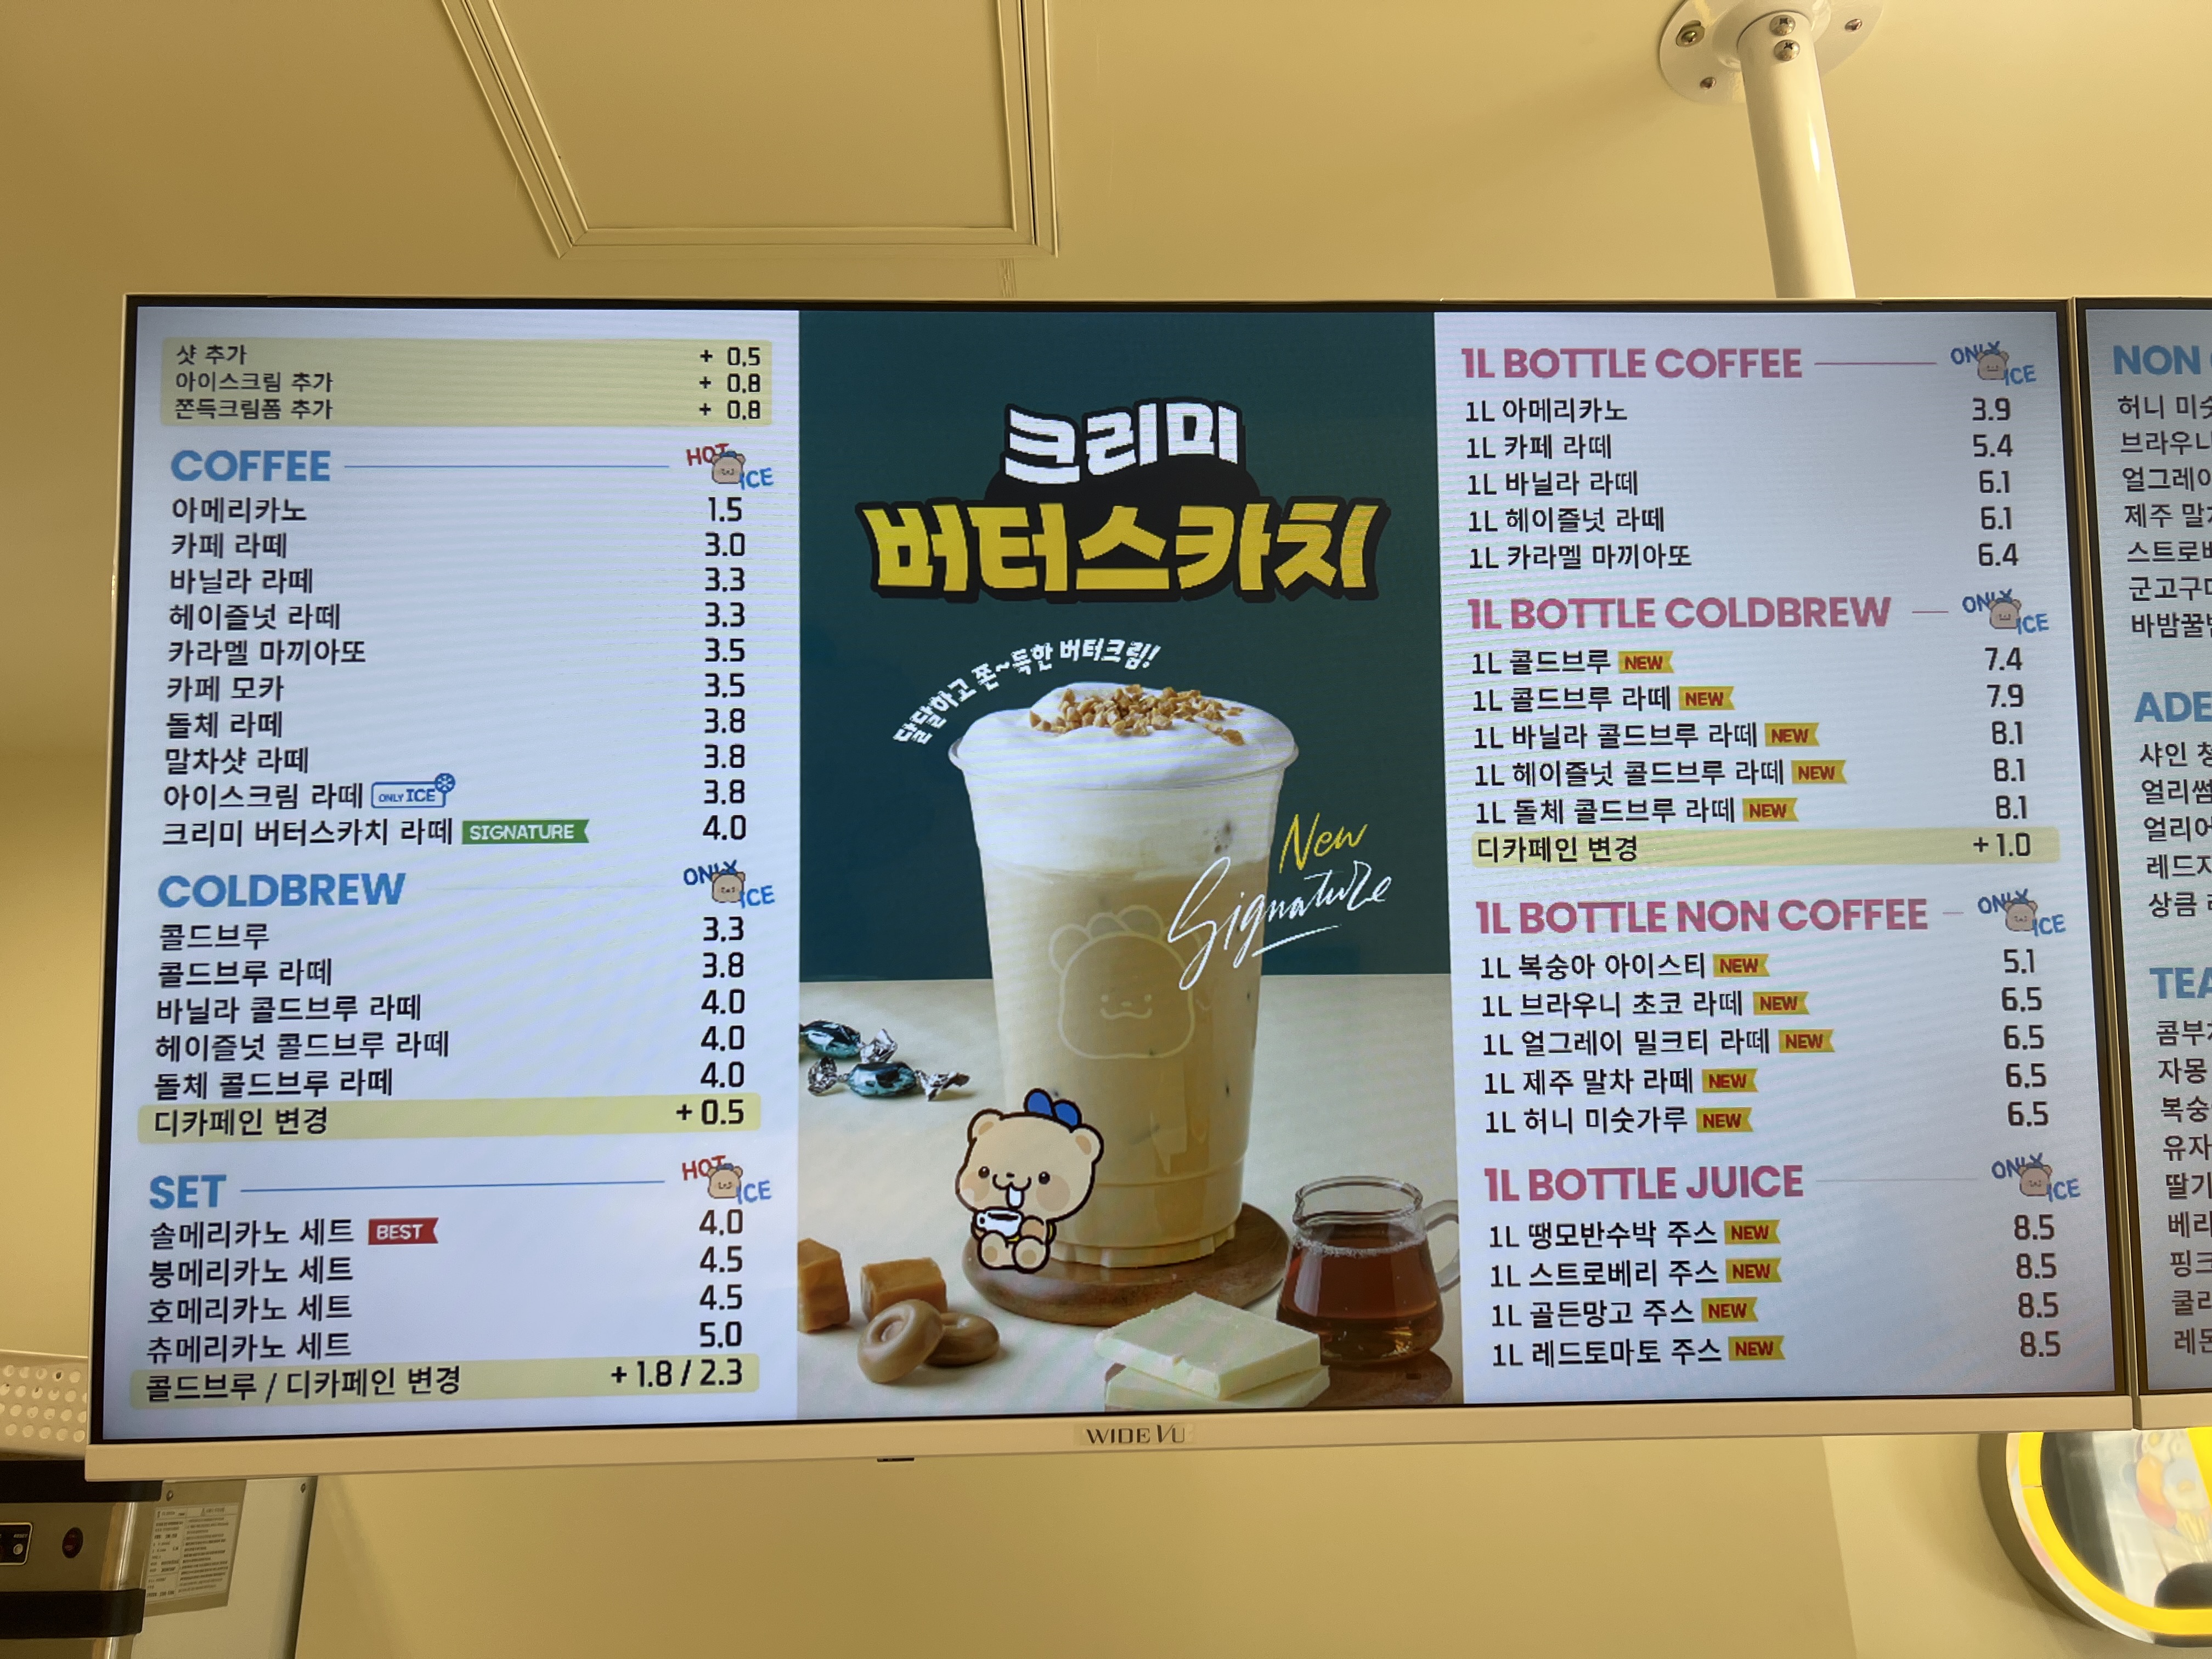 샷 추가 + 0.5
아이스크림 추가 + 0.8
쫀득크림폼 추가 + 0.8
COFFEE HOT ICE
아메리카노 1.5
카페 라떼 3.0
바닐라 라떼 3.3
헤이즐넛 라떼 3.3
카라멜 마끼아또 3.5
카페 모카 3.5
돌체 라떼 3.8
말차샷 라떼 3.8
아이스크림 라떼 ONLY ICE 3.8
크리미 버터스카치 라떼 SIGNATURE 4.0
COLDBREW ONLY ICE
콜드브루 3.3
콜드브루 라떼 3.8
바닐라 콜드브루 라떼 4.0
헤이즐넛 콜드브루 라떼 4.0
돌체 콜드브루 라떼 4.0
디카페인 변경 + 0.5
SET HOT ICE
솔메리카노 세트 BEST 4.0
붕메리카노 세트 4.5
호메리카노 세트 4.5
츄메리카노 세트 5.0
콜드브루 / 디카페인 변경 + 1.8 / 2.3
크리미
버터스카치
달달하고 쫀~득한 버터크림!
New
Signature
1L BOTTLE COFFEE ONLY ICE
1L 아메리카노 3.9
1L 카페 라떼 5.4
1L 바닐라 라떼 6.1
1L 헤이즐넛 라떼 6.1
1L 카라멜 마끼아또 6.4
1L BOTTLE COLDBREW ONLY ICE
1L 콜드브루 NEW 7.4
1L 콜드브루 라떼 NEW 7.9
1L 바닐라 콜드브루 라떼 NEW 8.1
1L 헤이즐넛 콜드브루 라떼 NEW 8.1
1L 돌체 콜드브루 라떼 NEW 8.1
디카페인 변경 + 1.0
1L BOTTLE NON COFFEE ONLY ICE
1L 복숭아 아이스티 NEW 5.1
1L 브라우니 초코 라떼 NEW 6.5
1L 얼그레이 밀크티 라떼 NEW 6.5
1L 제주 말차 라떼 NEW 6.5
1L 허니 미숫가루 NEW 6.5
1L BOTTLE JUICE ONLY ICE
1L 땡모반수박 주스 NEW 8.5
1L 스트로베리 주스 NEW 8.5
1L 골든망고 주스 NEW 8.5
1L 레드토마토 주스 NEW 8.5
WIDE VU
NON
허니
제주
ADE
샤인
상큼
TEA
자몽